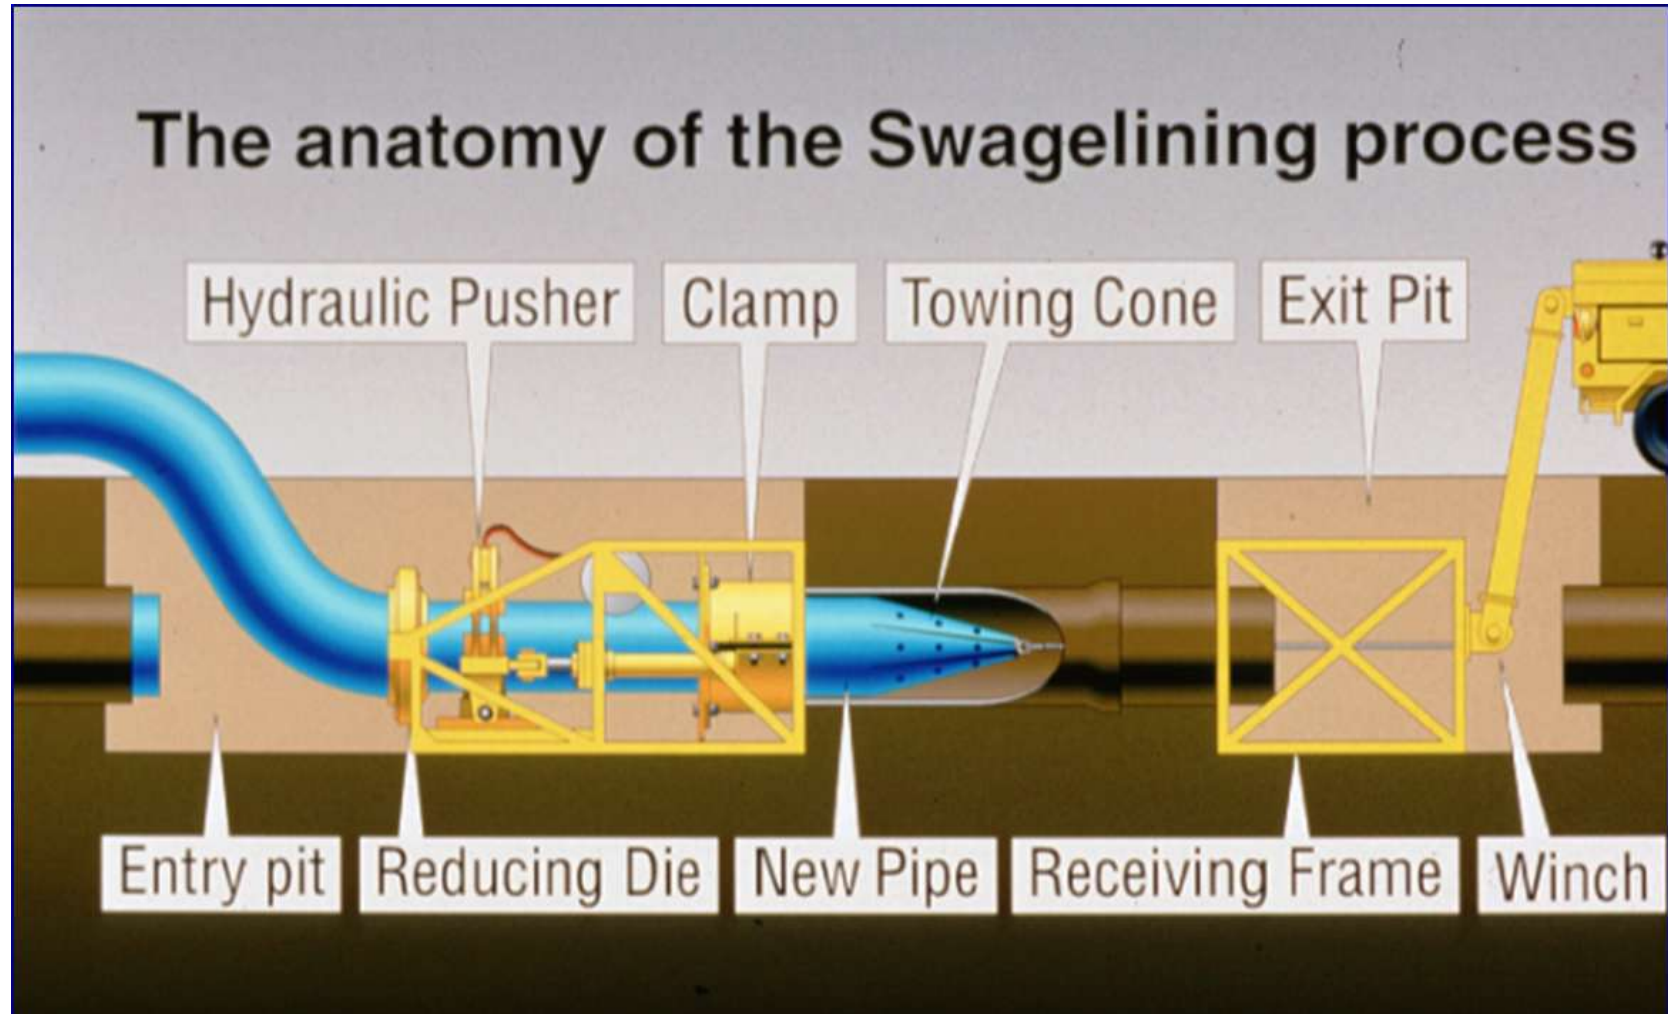 The anatomy of the Swagelining process
Hydraulic Pusher
Clamp
Towing Cone
Exit Pit
Entry pit
Reducing Die
New Pipe
Receiving Frame
Winch